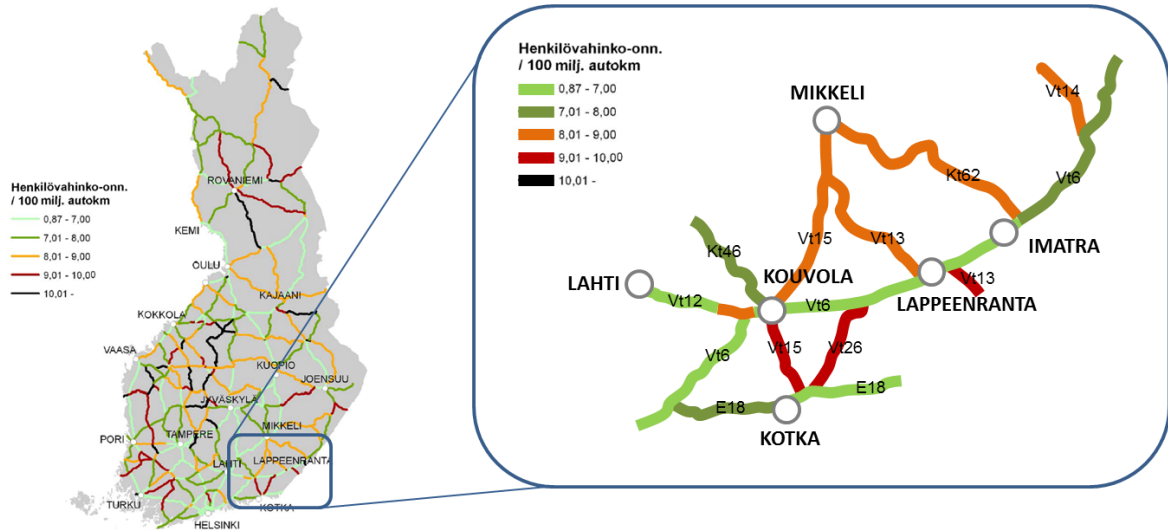 Henkilövahinko-onn.
/ 100 milj. autokm
0,87 - 7,00
7,01 - 8,00
8,01 - 9,00
9,01 - 10,00
10,01 -
ROVANIEMI
KEMI
OULU
KAJAANI
KOKKOLA
VAASA
KUOPIO
JOENSUU
JYVÄSKYLÄ
MIKKELI
PORI
TAMPERE
LAHTI
LAPPEENRANTA
TURKU
KOTKA
HELSINKI
Henkilövahinko-onn.
/ 100 milj. autokm
0,87 - 7,00
7,01 - 8,00
8,01 - 9,00
9,01 - 10,00
10,01 -
MIKKELI
Vt14
Kt62
Vt6
IMATRA
Kt46
Vt15
Vt13
KOUVOLA
LAHTI
Vt12
Vt6
Vt13
LAPPEENRANTA
Vt6
Vt15
Vt26
E18
E18
KOTKA